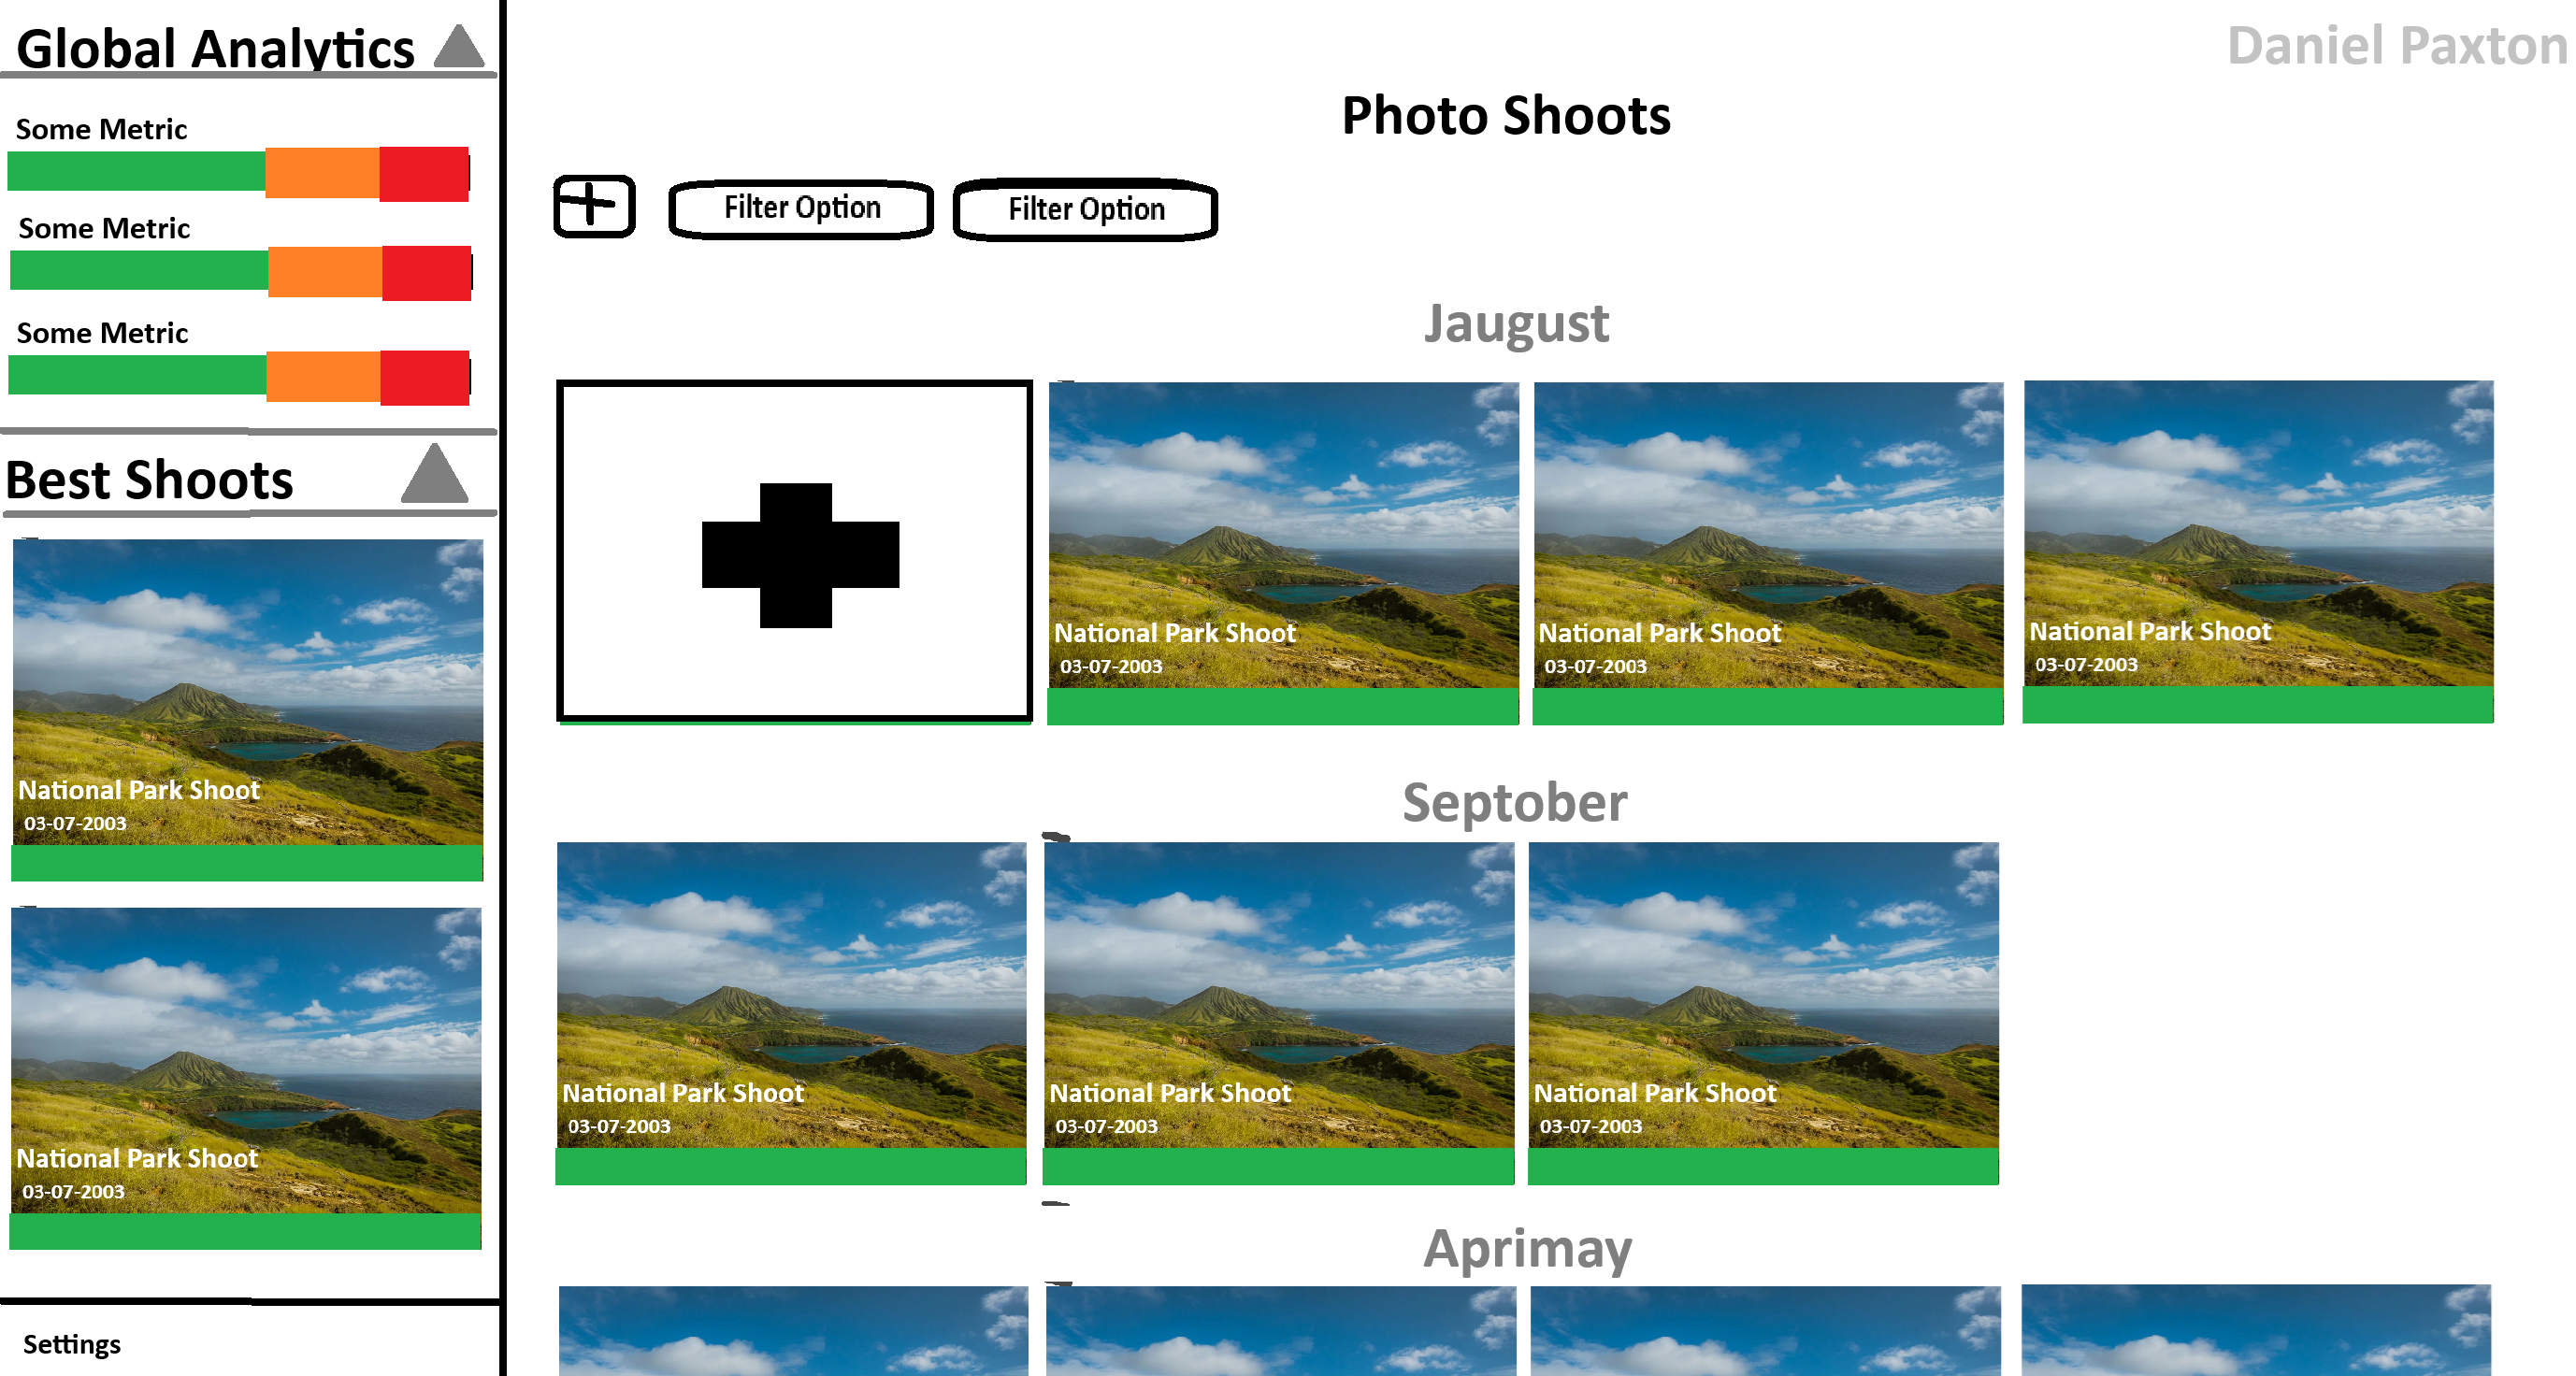 Global Analytics
Some Metric
Some Metric
Some Metric
Best Shoots
National Park Shoot
03-07-2003
National Park Shoot
03-07-2003
Settings
Daniel Paxton
Photo Shoots
Filter Option
Filter Option
Jaugust
National Park Shoot
03-07-2003
National Park Shoot
03-07-2003
National Park Shoot
03-07-2003
Septober
National Park Shoot
03-07-2003
National Park Shoot
03-07-2003
National Park Shoot
03-07-2003
Aprimay